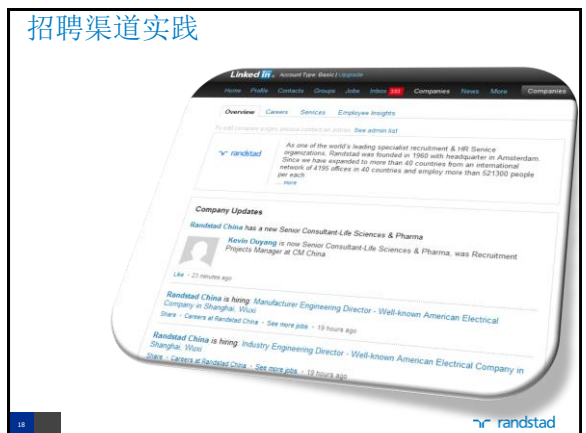 招聘渠道实践
Linked in. Account Type: Basic | Upgrade
Home Profile Contacts Groups Jobs Inbox Companies News More Companies
Overview Careers Services Employee Insights
To edit company pages, please contact an admin. See admin list
randstad
As one of the world's leading specialist recruitment & HR Service
organizations, Randstad was founded in 1960 with headquarter in Amsterdam.
Since we have expanded to more than 40 countries from an international
network of 4195 offices in 40 countries and employ more than 521300 people
per each
... more
Company Updates
Randstad China has a new Senior Consultant-Life Sciences & Pharma
Kevin Ouyang is now Senior Consultant-Life Sciences & Pharma, was Recruitment
Projects Manager at CM China
Like • 23 minutes ago
Randstad China is hiring: Manufacturer Engineering Director - Well-known American Electrical
Company in Shanghai, Wuxi
Share • Careers at Randstad China • See more jobs • 19 hours ago
Randstad China is hiring: Industry Engineering Director - Well-known American Electrical Company in
Shanghai, Wuxi
Share • Careers at Randstad China • See more jobs • 19 hours ago
18
randstad